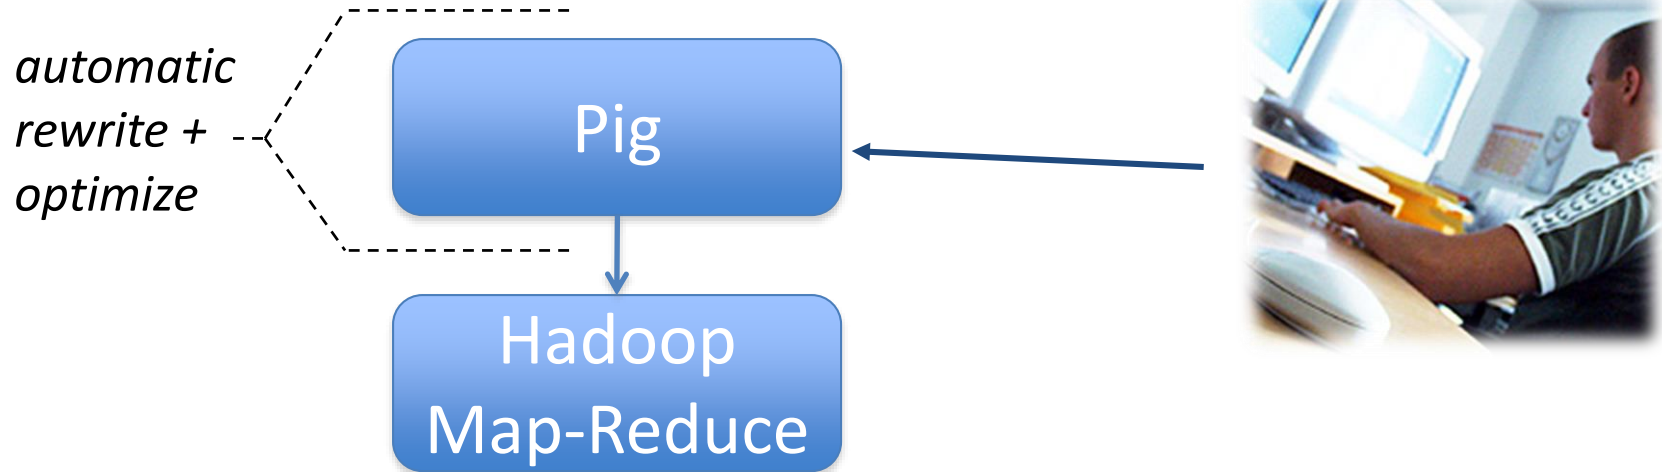 automatic
rewrite +
optimize
Pig
Hadoop
Map-Reduce